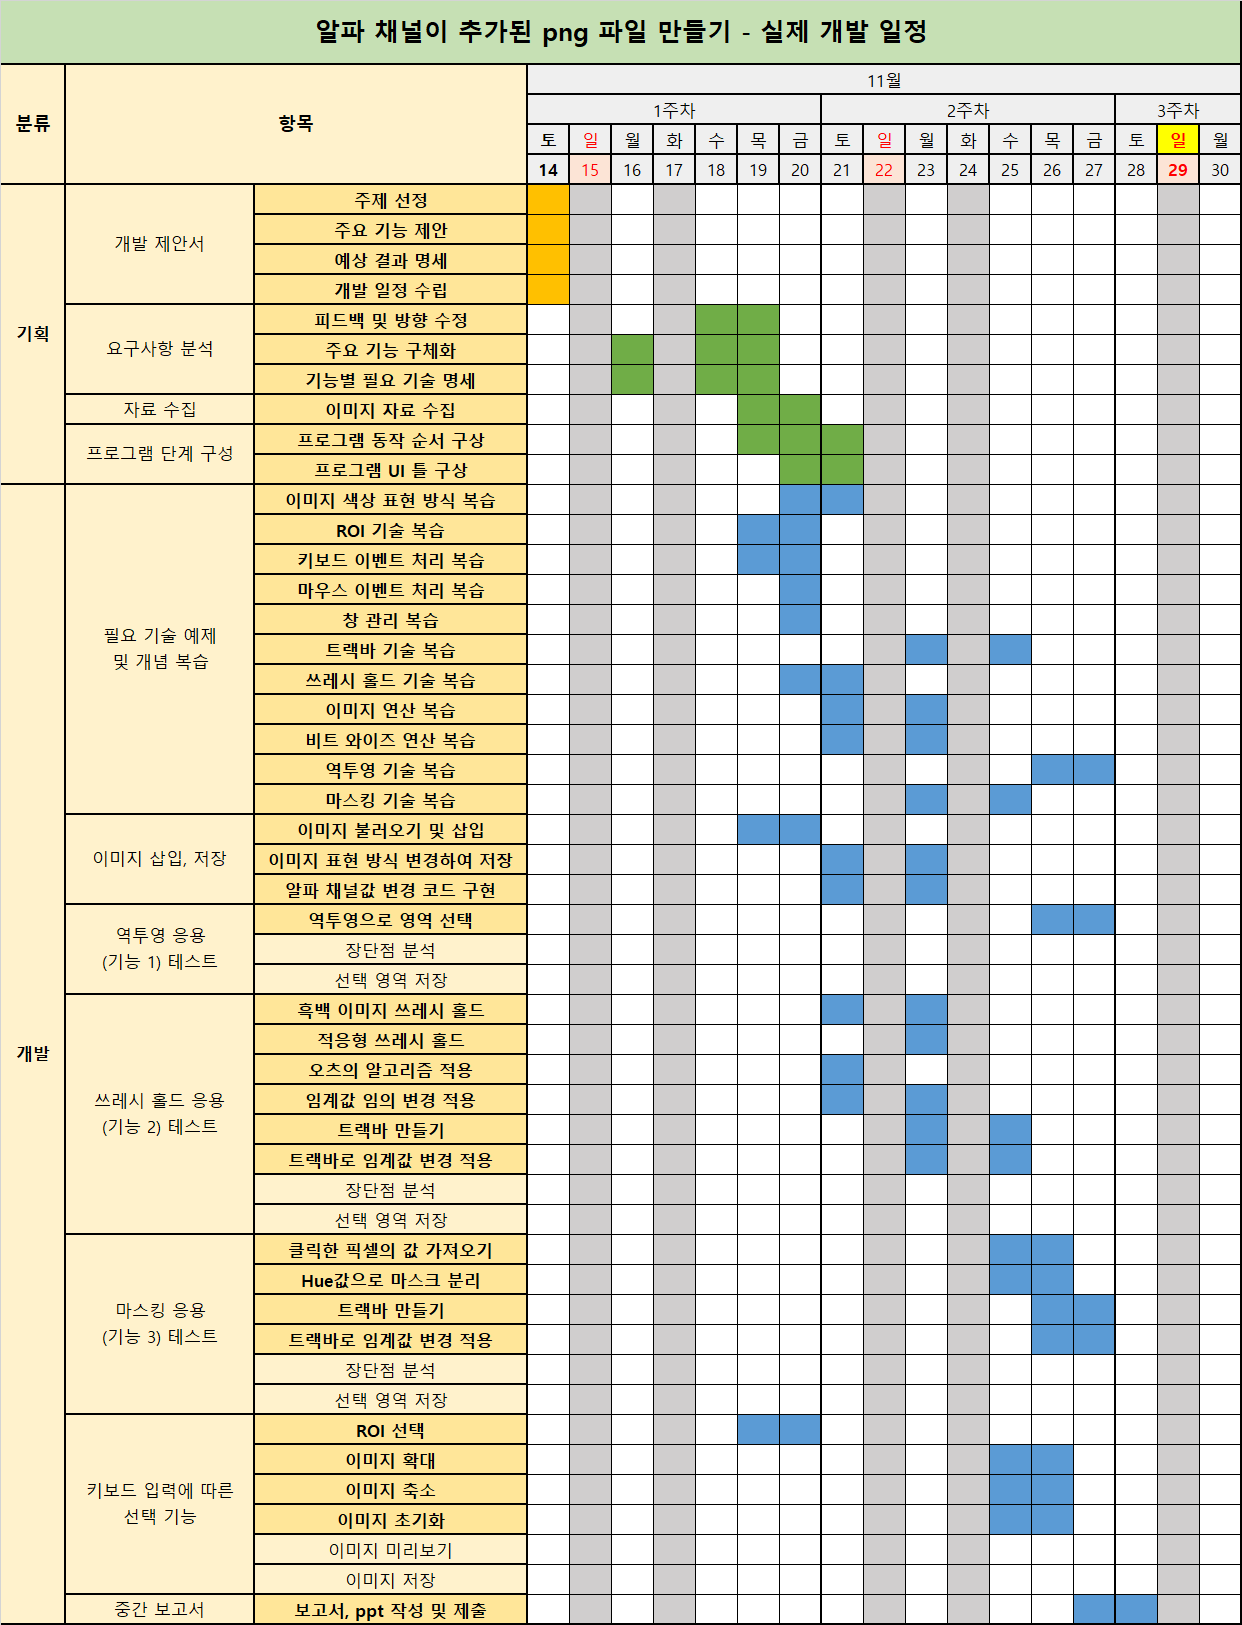 알파 채널이 추가된 png 파일 만들기 - 실제 개발 일정
분류 항목 11월
1주차 2주차 3주차
토 일 월 화 수 목 금 토 일 월 화 수 목 금 토 일 월
14 15 16 17 18 19 20 21 22 23 24 25 26 27 28 29 30
기획
개발 제안서
주제 선정
주요 기능 제안
예상 결과 명세
개발 일정 수립
요구사항 분석
피드백 및 방향 수정
주요 기능 구체화
기능별 필요 기술 명세
자료 수집
이미지 자료 수집
프로그램 단계 구성
프로그램 동작 순서 구상
프로그램 UI 틀 구상
개발
필요 기술 예제
및 개념 복습
이미지 색상 표현 방식 복습
ROI 기술 복습
키보드 이벤트 처리 복습
마우스 이벤트 처리 복습
창 관리 복습
트랙바 기술 복습
쓰레시 홀드 기술 복습
이미지 연산 복습
비트 와이즈 연산 복습
역투영 기술 복습
마스킹 기술 복습
이미지 삽입, 저장
이미지 불러오기 및 삽입
이미지 표현 방식 변경하여 저장
알파 채널값 변경 코드 구현
역투영 응용
(기능 1) 테스트
역투영으로 영역 선택
장단점 분석
선택 영역 저장
쓰레시 홀드 응용
(기능 2) 테스트
흑백 이미지 쓰레시 홀드
적응형 쓰레시 홀드
오츠의 알고리즘 적용
임계값 임의 변경 적용
트랙바 만들기
트랙바로 임계값 변경 적용
장단점 분석
선택 영역 저장
마스킹 응용
(기능 3) 테스트
클릭한 픽셀의 값 가져오기
Hue값으로 마스크 분리
트랙바 만들기
트랙바로 임계값 변경 적용
장단점 분석
선택 영역 저장
키보드 입력에 따른
선택 기능
ROI 선택
이미지 확대
이미지 축소
이미지 초기화
이미지 미리보기
이미지 저장
중간 보고서
보고서, ppt 작성 및 제출